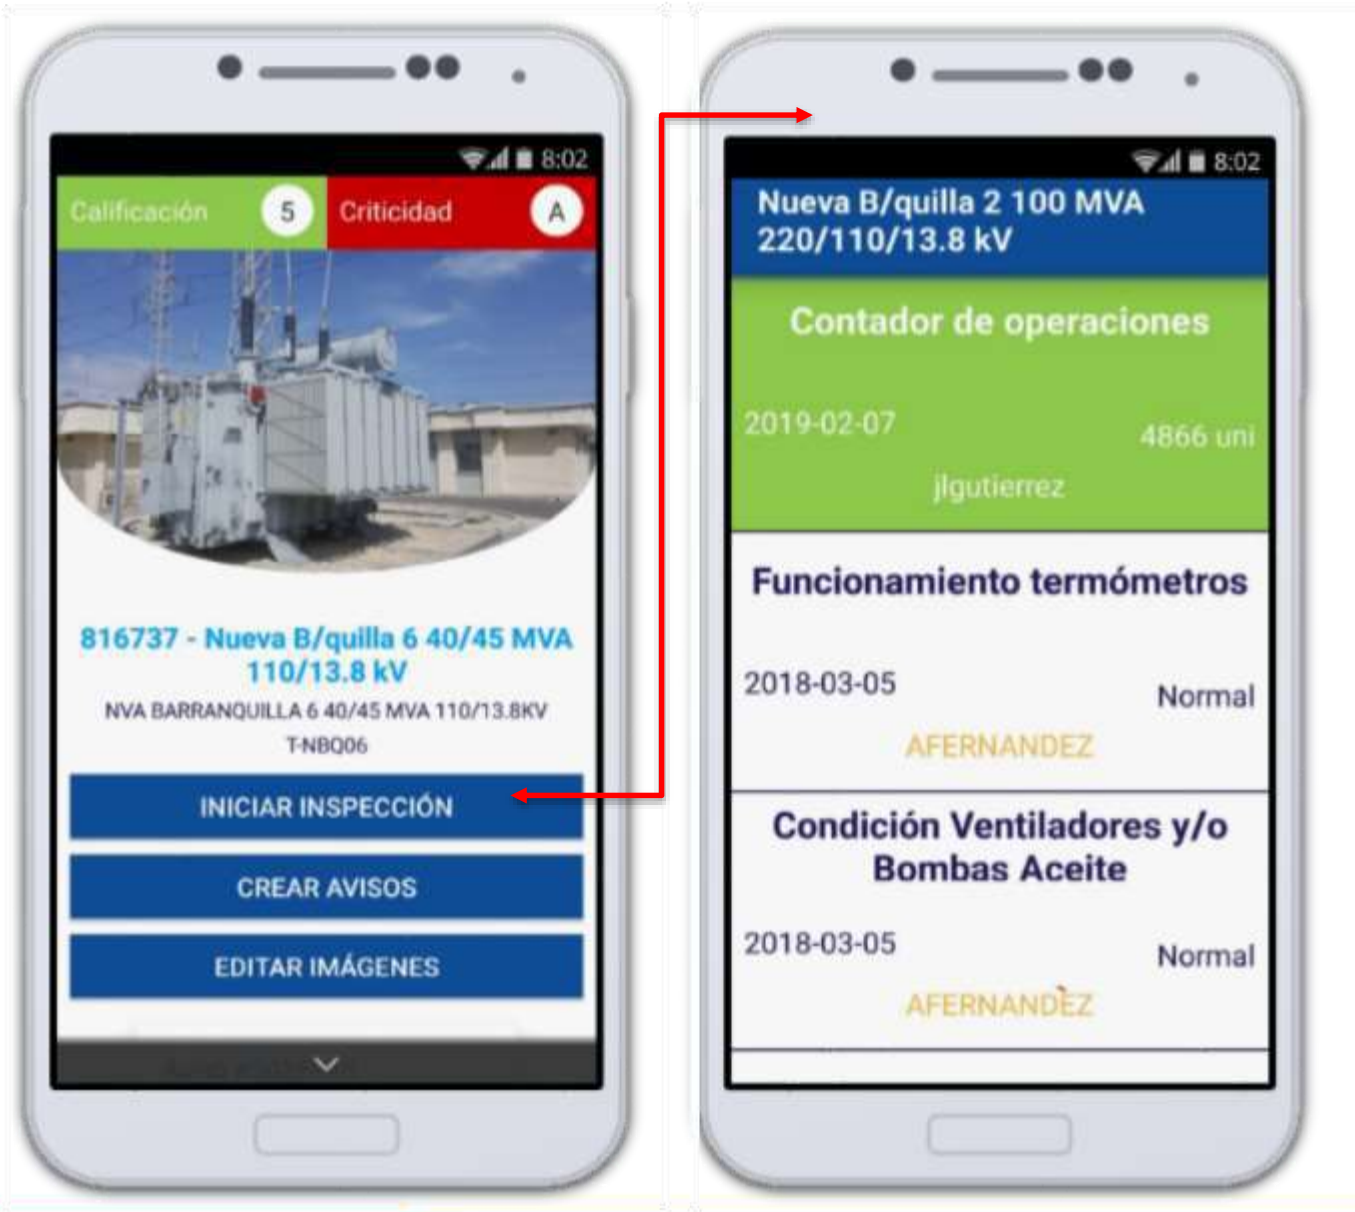 8:02
Calificación 5 Criticidad A
816737 - Nueva B/quilla 6 40/45 MVA
110/13.8 kV
NVA BARRANQUILLA 6 40/45 MVA 110/13.8KV
T-NBQ06
INICIAR INSPECCIÓN
CREAR AVISOS
EDITAR IMÁGENES
8:02
Nueva B/quilla 2 100 MVA
220/110/13.8 kV
Contador de operaciones
2019-02-07 4866 uni
jlgutierrez
Funcionamiento termómetros
2018-03-05 Normal
AFERNANDEZ
Condición Ventiladores y/o
Bombas Aceite
2018-03-05 Normal
AFERNANDEZ